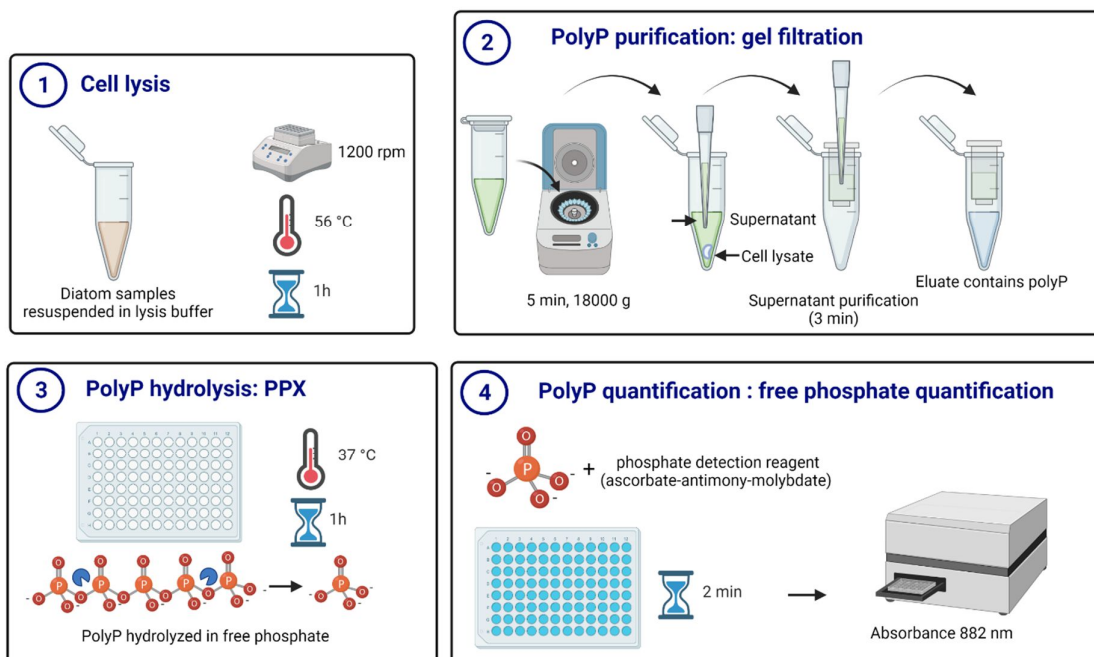 1
Cell lysis
1200 rpm
56 °C
1h
Diatom samples
resuspended in lysis buffer
2
PolyP purification: gel filtration
Supernatant
Cell lysate
5 min, 18000 g
Supernatant purification
(3 min)
Eluate contains polyP
3
PolyP hydrolysis: PPX
37 °C
1h
O O O O O
P P P P P
O O O O O O O
O
P
O O O
PolyP hydrolyzed in free phosphate
4
PolyP quantification : free phosphate quantification
O
P
O O O
+ phosphate detection reagent
(ascorbate-antimony-molybdate)
2 min
Absorbance 882 nm